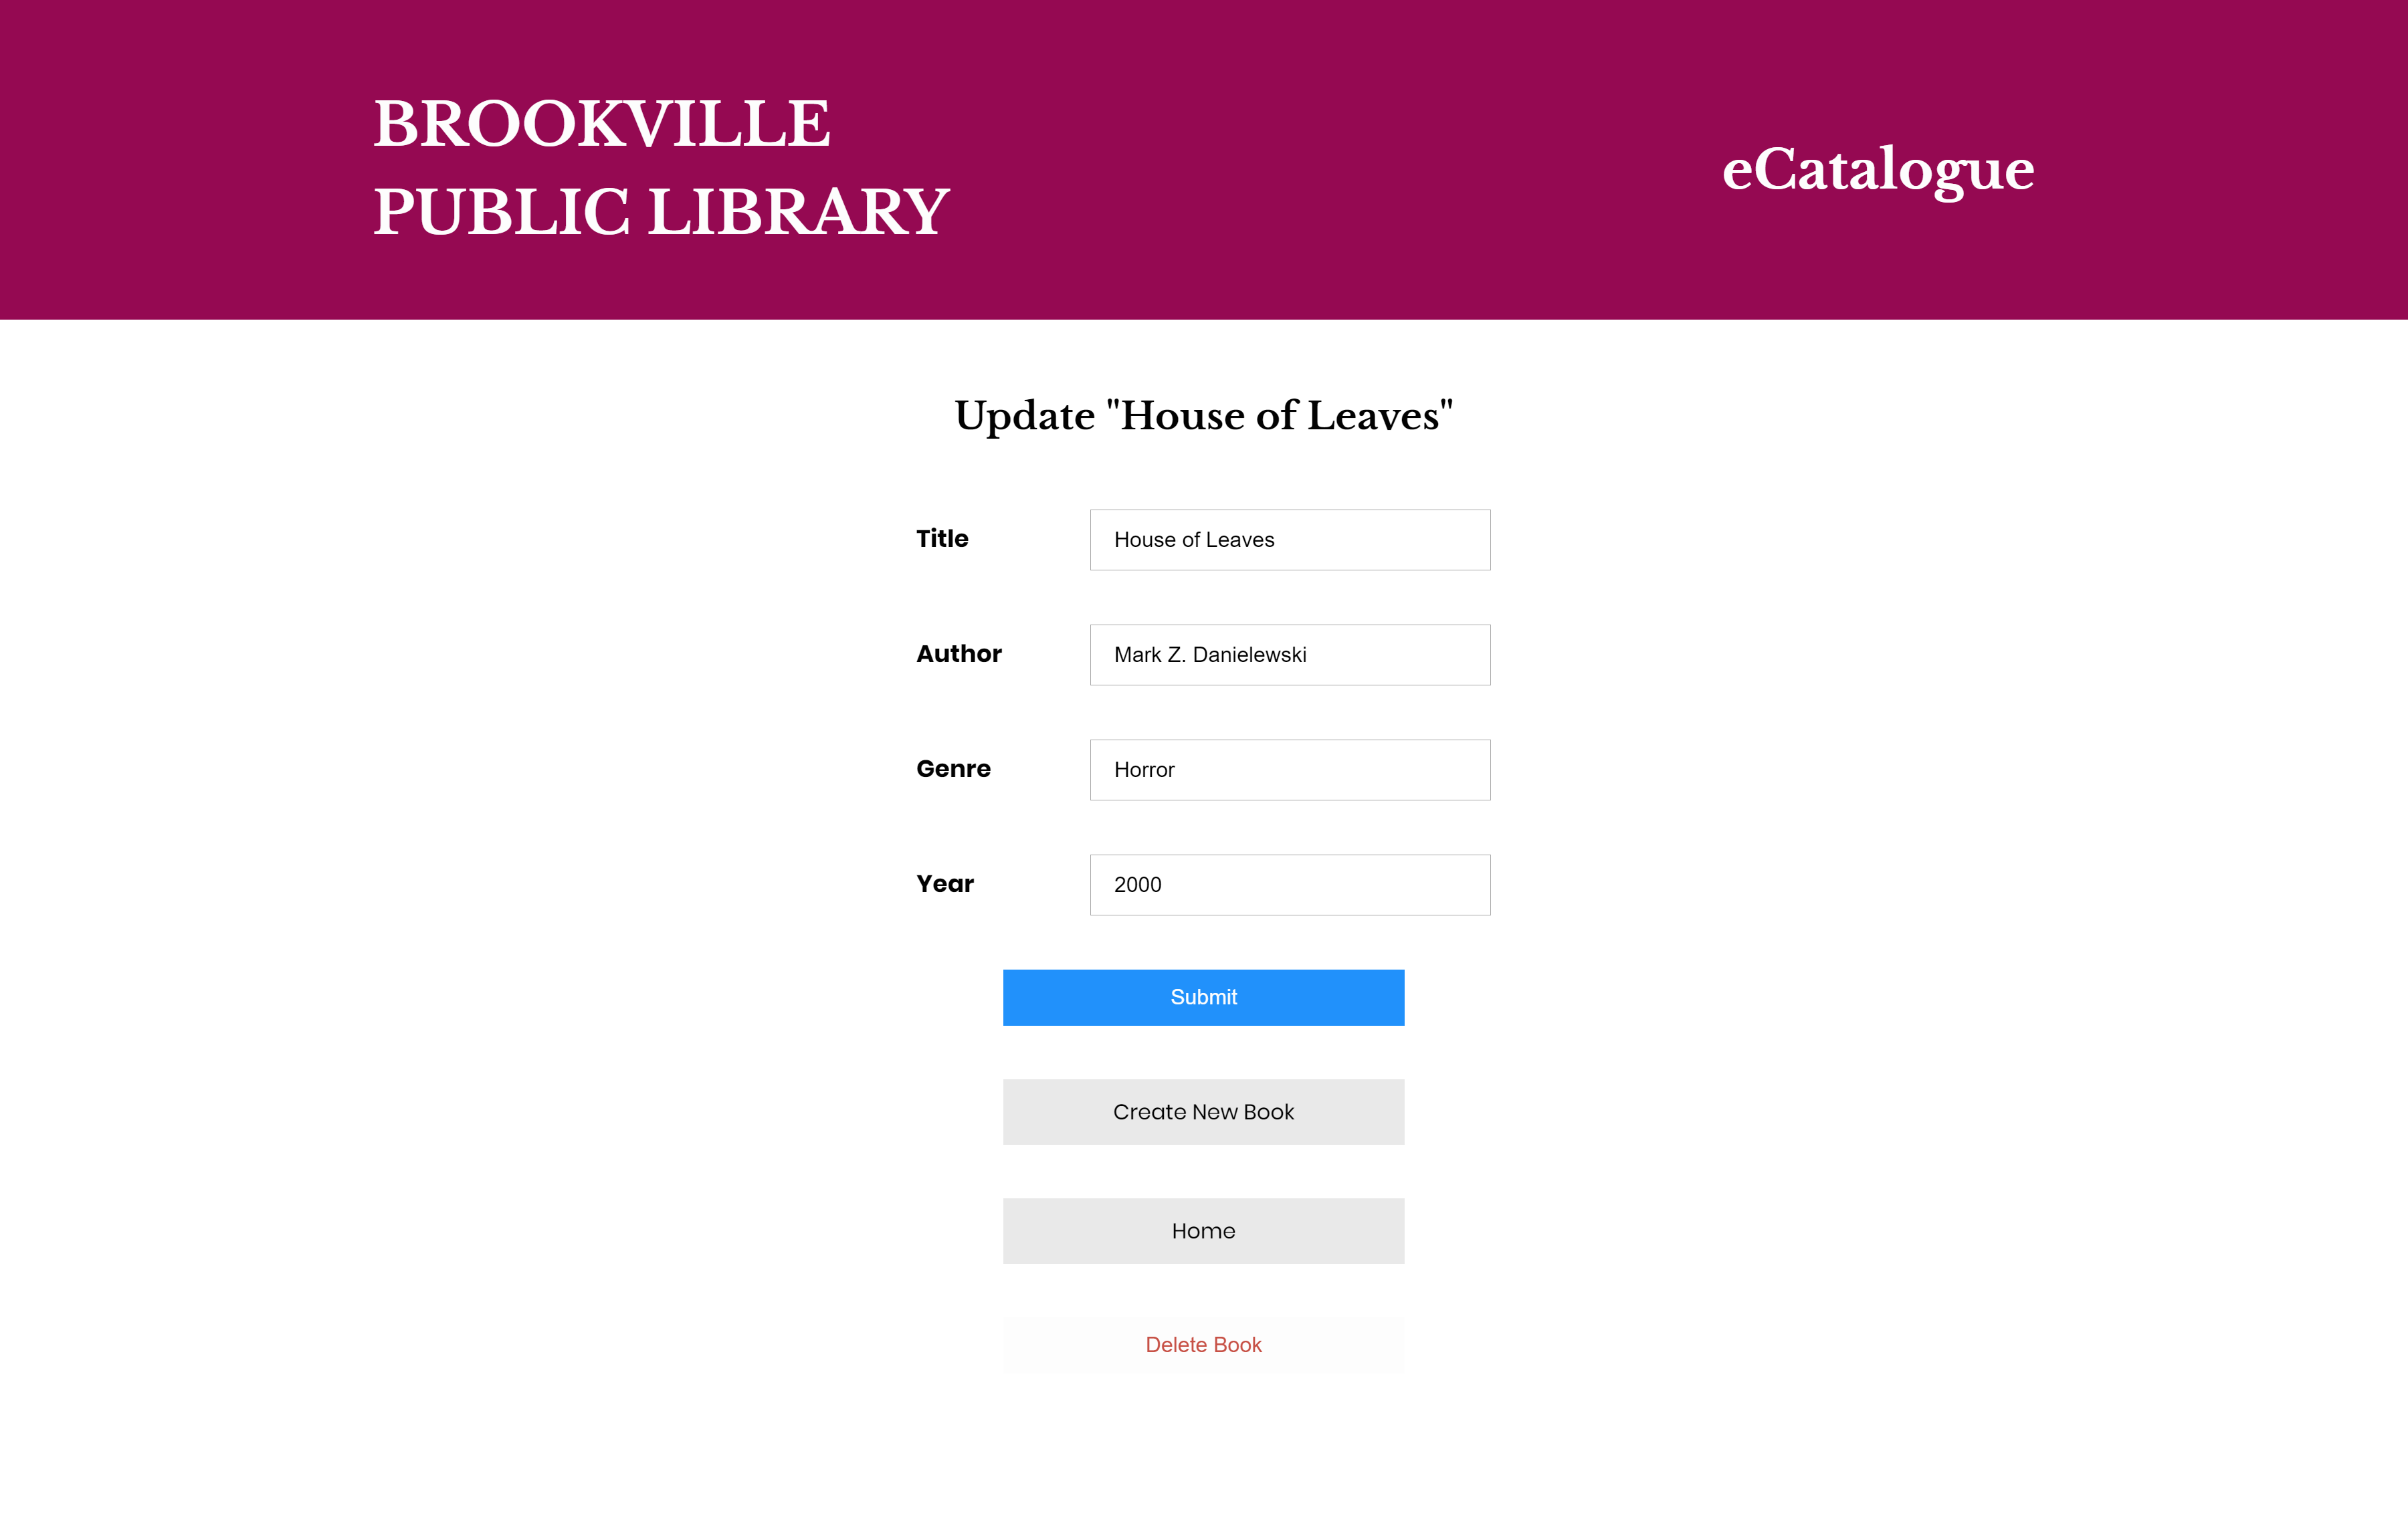 BROOKVILLE
PUBLIC LIBRARY
eCatalogue
Update "House of Leaves"
Title
House of Leaves
Author
Mark Z. Danielewski
Genre
Horror
Year
2000
Submit
Create New Book
Home
Delete Book